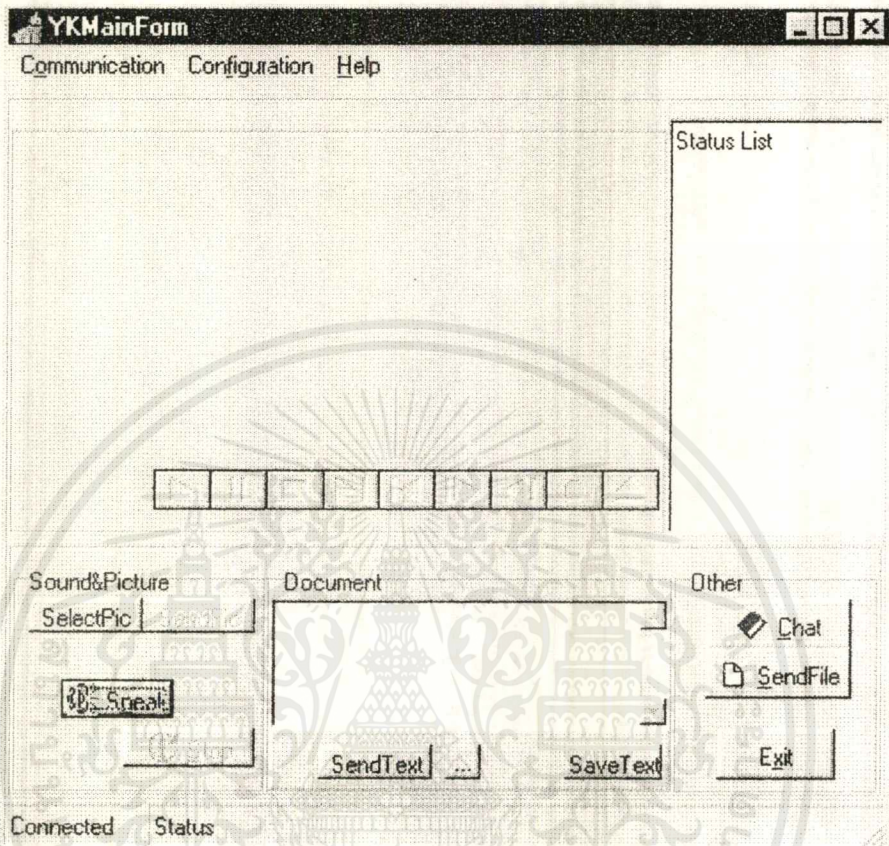 YKMainForm
Communication Configuration Help
Status List
Sound&Picture
SelectPic
Speak
Document
SendText ... SaveText
Other
Chat
SendFile
Exit
Connected Status